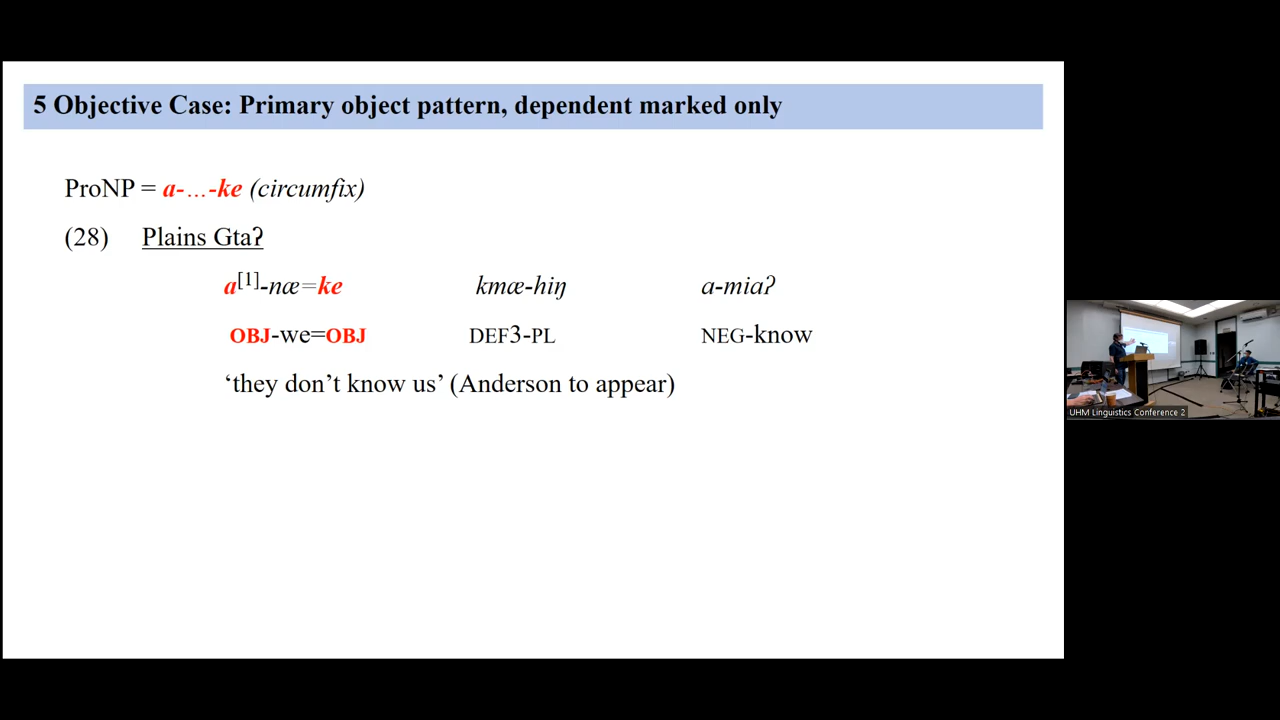 5 Objective Case: Primary object pattern, dependent marked only
ProNP = a-…-ke (circumfix)
(28) Plains Gtaʔ
a[1]-næ=ke kmæ-hiŋ a-miaʔ
OBJ-we=OBJ DEF3-PL NEG-know
‘they don’t know us’ (Anderson to appear)
UHM Linguistics Conference 2